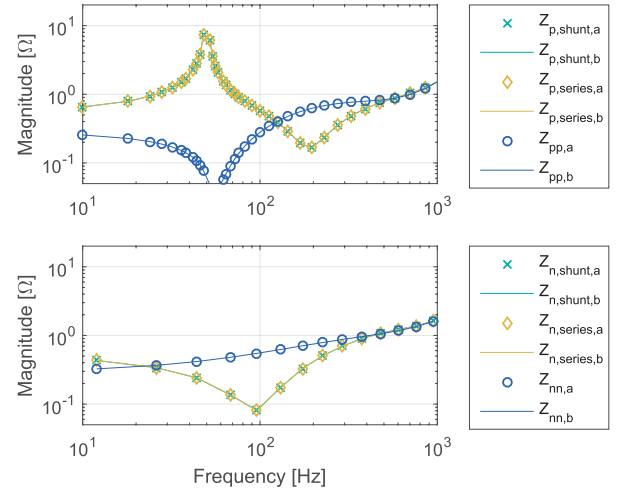 Magnitude [Ω]
10^1
10^0
10^-1
10^1
10^2
10^3
Z_p,shunt,a
Z_p,shunt,b
Z_p,series,a
Z_p,series,b
Z_pp,a
Z_pp,b
Magnitude [Ω]
10^1
10^0
10^-1
10^1
10^2
10^3
Frequency [Hz]
Z_n,shunt,a
Z_n,shunt,b
Z_n,series,a
Z_n,series,b
Z_nn,a
Z_nn,b